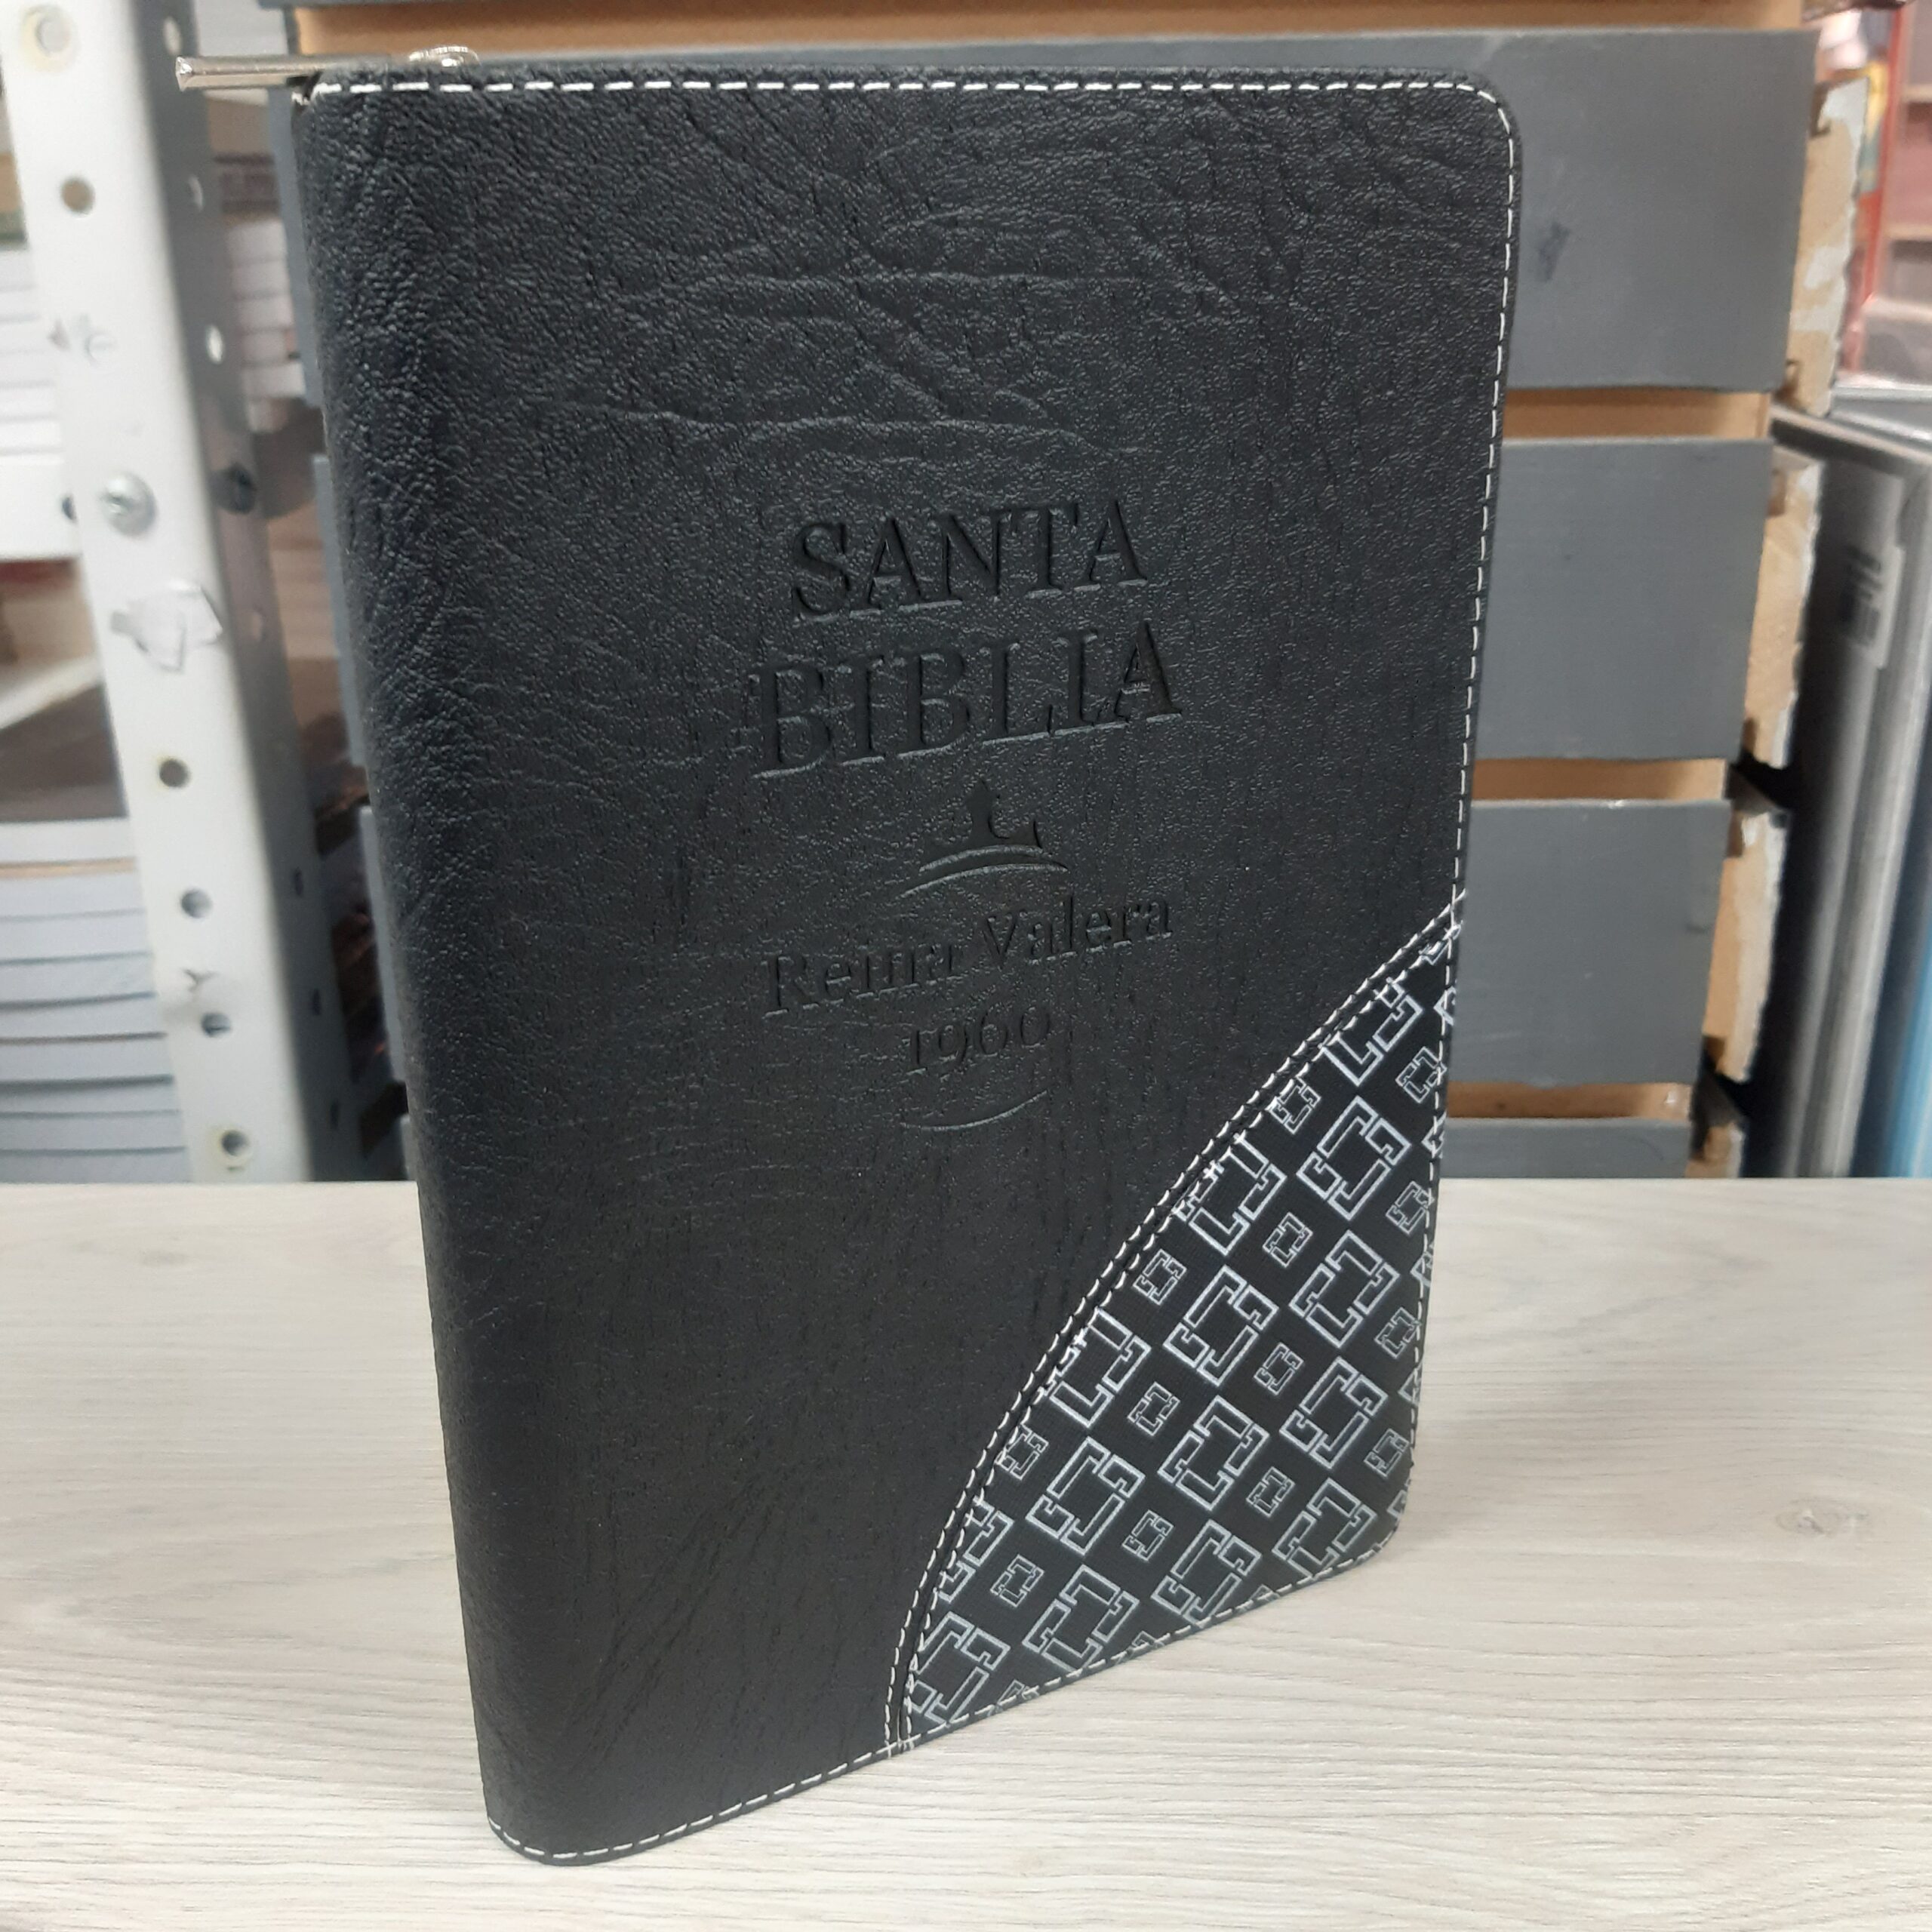 SANTA
BIBLIA
Reina Valera
1960